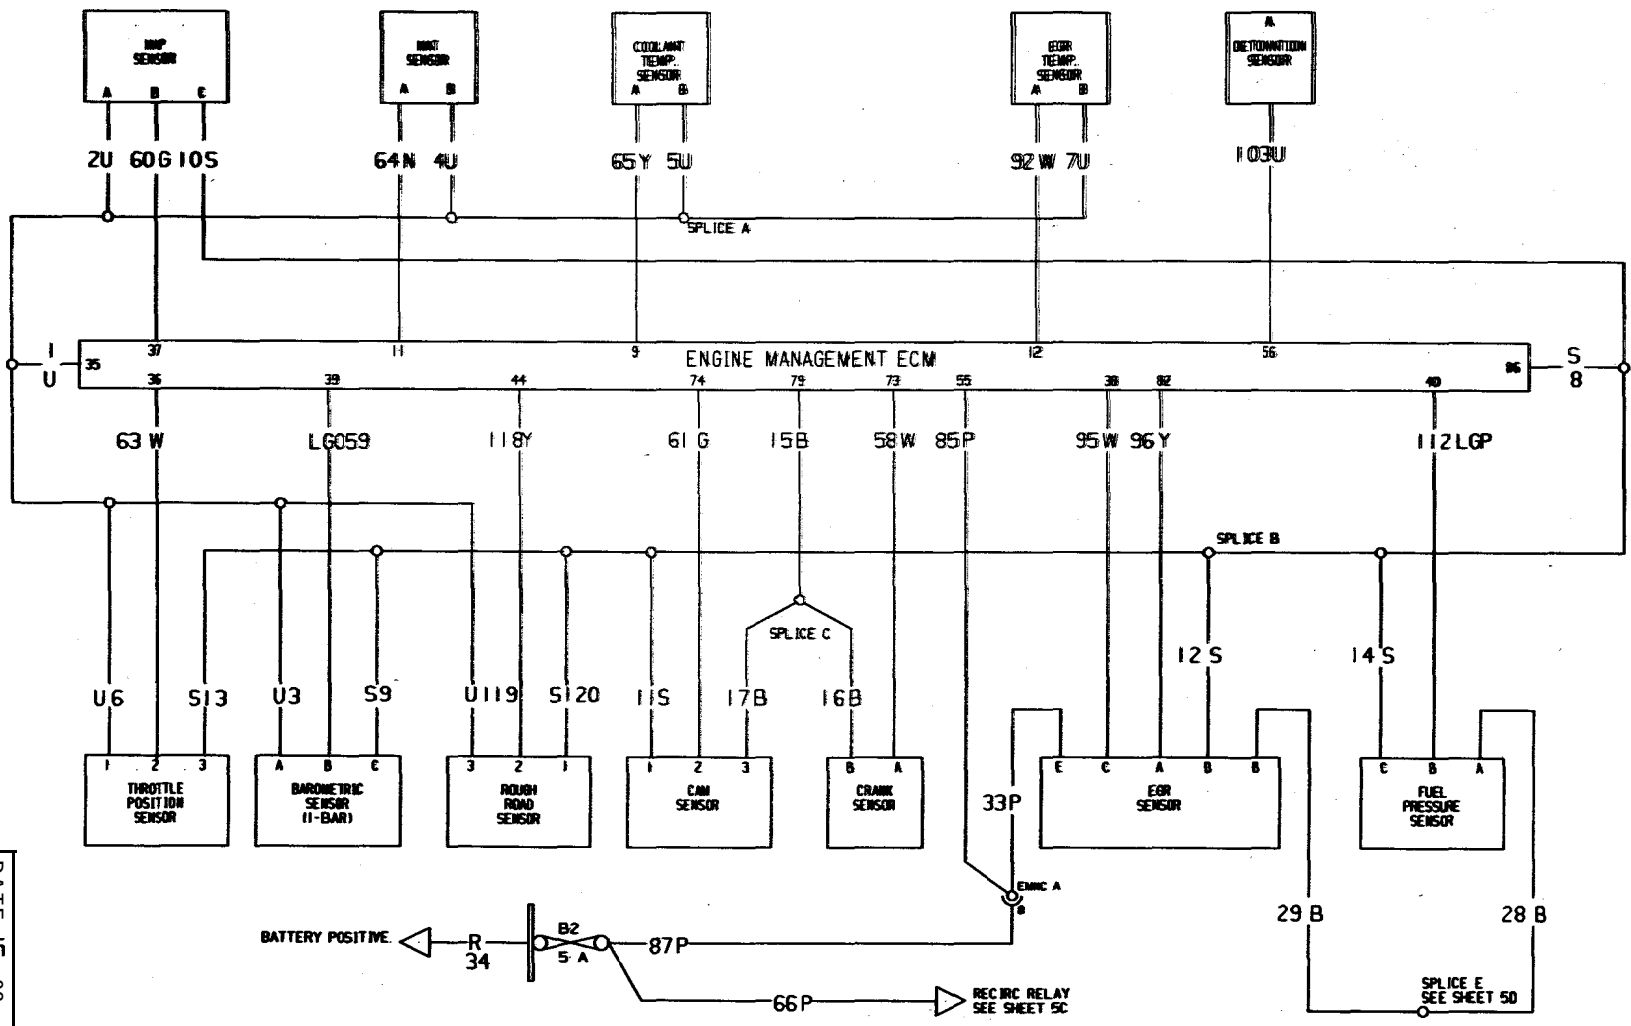 MAP
SENSOR
A B C
MAT
SENSOR
A B
COOLANT
TEMP.
SENSOR
A B
EGR
TEMP.
SENSOR
A B
A
DETONATION
SENSOR
2U 60G 10S
64N 4U
65Y 5U
92W 7U
103U
SPLICE A
1
U
35 37 11 9 ENGINE MANAGEMENT ECM 12 56 86
S
8
36 39 44 74 79 73 55 38 82 40
63W LG059 118Y 61G 15B 58W 85P 95W 96Y 112LGP
SPLICE B
SPLICE C
12S 14S
U6 S13 U3 S9 U119 S120 11S 17B 16B
1 2 3
THROTTLE
POSITION
SENSOR
A B C
BAROMETRIC
SENSOR
(1-BAR)
3 2 1
ROUGH
ROAD
SENSOR
1 2 3
CAM
SENSOR
B A
CRANK
SENSOR
33P
E C A B B
EGR
SENSOR
C B A
FUEL
PRESSURE
SENSOR
EMMC A
B
29B 28B
BATTERY POSITIVE
R
34
B2
5 A
87P
66P
RECIRC RELAY
SEE SHEET 5C
SPLICE E
SEE SHEET 5D